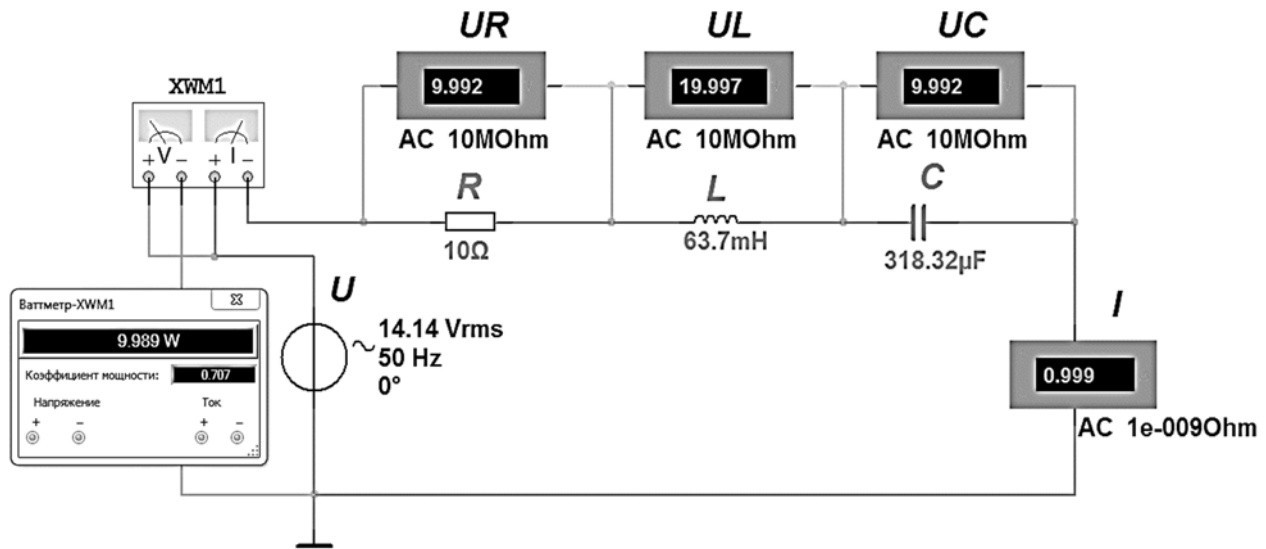 UR UL UC
XWM1
9.992 19.997 9.992
AC 10MOhm AC 10MOhm AC 10MOhm
+ V − + I −
R L C
10Ω 63.7mH 318.32µF
Ваттметр-XWM1
9.989 W
Коэффициент мощности: 0.707
Напряжение Ток
+ − + −
U
14.14 Vrms
50 Hz
0°
I
0.999
AC 1e-009Ohm